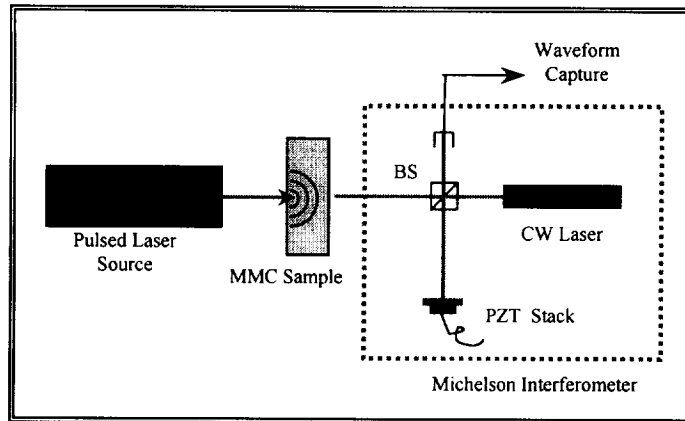 Waveform
Capture
BS
Pulsed Laser
Source
CW Laser
MMC Sample
PZT Stack
Michelson Interferometer